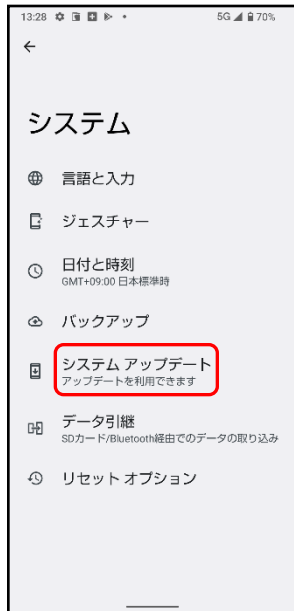 13:28 5G 70%
システム
言語と入力
ジェスチャー
日付と時刻
GMT+09:00 日本標準時
バックアップ
システム アップデート
アップデートを利用できます
データ引継
SDカード/Bluetooth経由でのデータの取り込み
リセット オプション